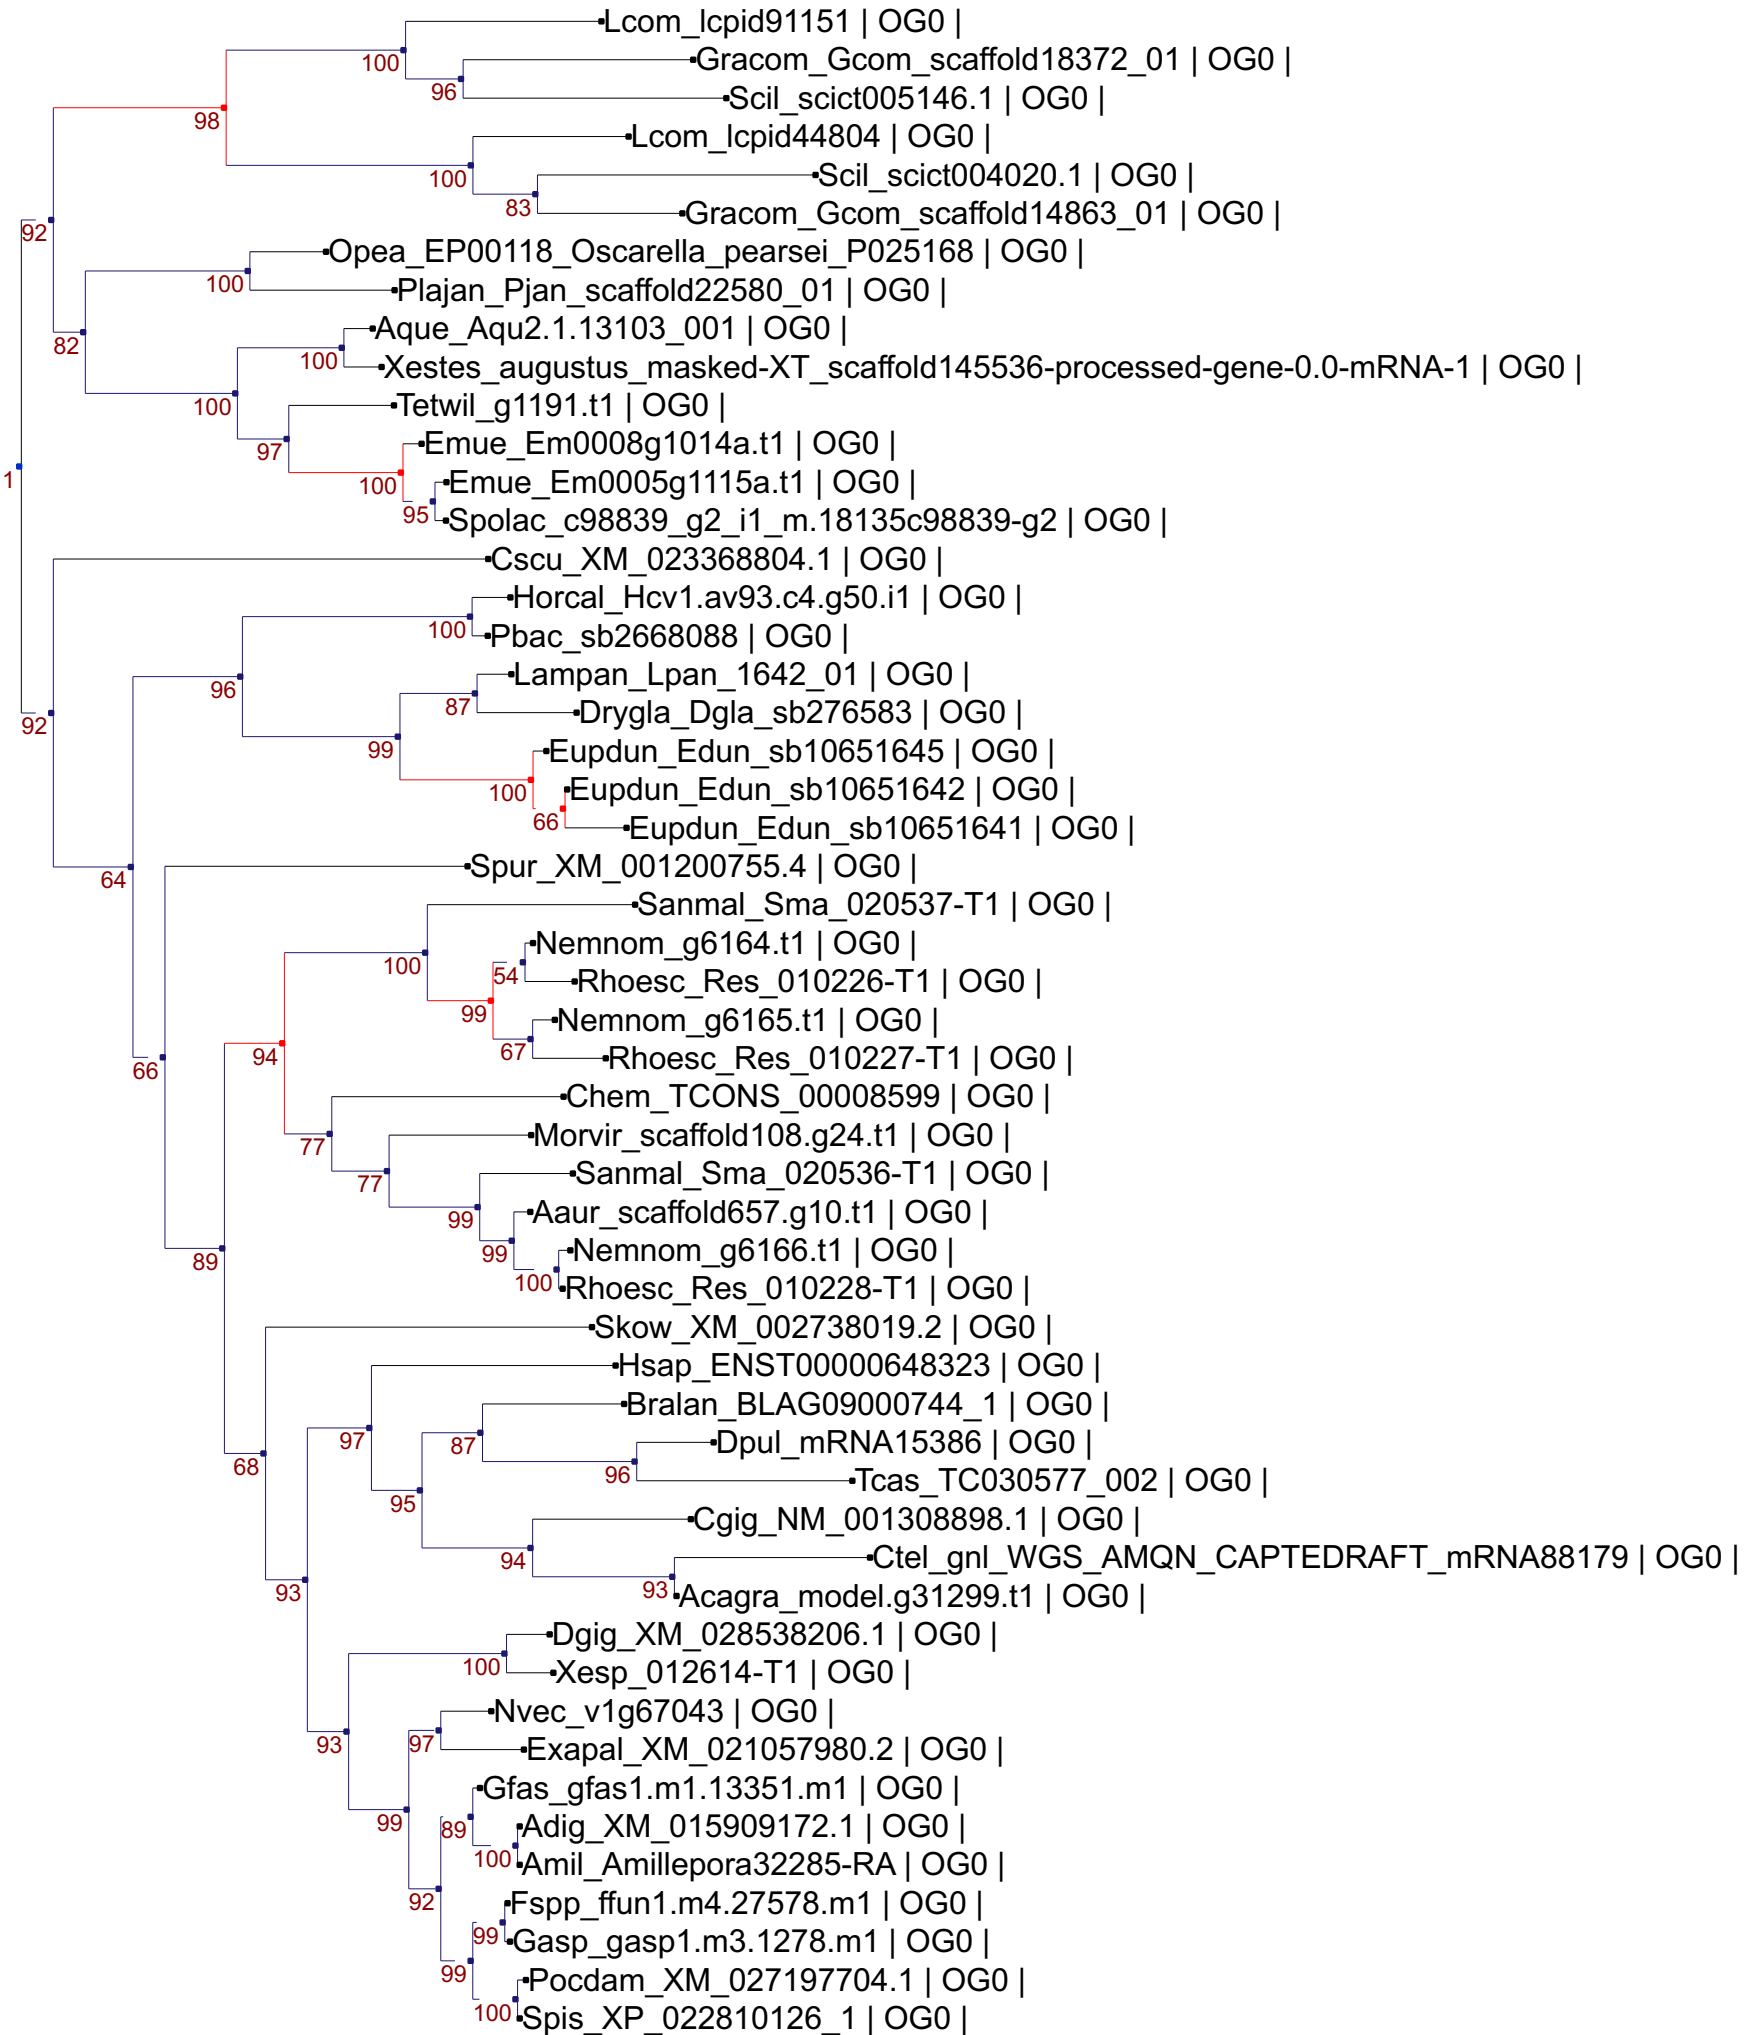 Lcom_lcpid91151 | OG0 |
100
Gracom_Gcom_scaffold18372_01 | OG0 |
96
Scil_scict005146.1 | OG0 |
98
Lcom_lcpid44804 | OG0 |
100
Scil_scict004020.1 | OG0 |
83
Gracom_Gcom_scaffold14863_01 | OG0 |
92
Opea_EP00118_Oscarella_pearsei_P025168 | OG0 |
100
Plajan_Pjan_scaffold22580_01 | OG0 |
Aque_Aqu2.1.13103_001 | OG0 |
82
100
Xestes_augustus_masked-XT_scaffold145536-processed-gene-0.0-mRNA-1 | OG0 |
100
Tetwil_g1191.t1 | OG0 |
97
Emue_Em0008g1014a.t1 | OG0 |
1
100
Emue_Em0005g1115a.t1 | OG0 |
95
Spolac_c98839_g2_i1_m.18135c98839-g2 | OG0 |
Cscu_XM_023368804.1 | OG0 |
Horcal_Hcv1.av93.c4.g50.i1 | OG0 |
100
Pbac_sb2668088 | OG0 |
96
Lampan_Lpan_1642_01 | OG0 |
87
Drygla_Dgla_sb276583 | OG0 |
92
99
Eupdun_Edun_sb10651645 | OG0 |
100
Eupdun_Edun_sb10651642 | OG0 |
66
Eupdun_Edun_sb10651641 | OG0 |
64
Spur_XM_001200755.4 | OG0 |
Sanmal_Sma_020537-T1 | OG0 |
100
Nemnom_g6164.t1 | OG0 |
54
Rhoesc_Res_010226-T1 | OG0 |
99
Nemnom_g6165.t1 | OG0 |
67
Rhoesc_Res_010227-T1 | OG0 |
94
66
Chem_TCONS_00008599 | OG0 |
77
Morvir_scaffold108.g24.t1 | OG0 |
77
Sanmal_Sma_020536-T1 | OG0 |
99
Aaur_scaffold657.g10.t1 | OG0 |
99
Nemnom_g6166.t1 | OG0 |
89
100
Rhoesc_Res_010228-T1 | OG0 |
Skow_XM_002738019.2 | OG0 |
Hsap_ENST00000648323 | OG0 |
Bralan_BLAG09000744_1 | OG0 |
97
87
Dpul_mRNA15386 | OG0 |
68
96
Tcas_TC030577_002 | OG0 |
95
Cgig_NM_001308898.1 | OG0 |
94
Ctel_gnl_WGS_AMQN_CAPTEDRAFT_mRNA88179 | OG0 |
93
93
Acagra_model.g31299.t1 | OG0 |
Dgig_XM_028538206.1 | OG0 |
100
Xesp_012614-T1 | OG0 |
Nvec_v1g67043 | OG0 |
93
97
Exapal_XM_021057980.2 | OG0 |
Gfas_gfas1.m1.13351.m1 | OG0 |
99
89
Adig_XM_015909172.1 | OG0 |
100
Amil_Amillepora32285-RA | OG0 |
92
Fspp_ffun1.m4.27578.m1 | OG0 |
99
Gasp_gasp1.m3.1278.m1 | OG0 |
99
Pocdam_XM_027197704.1 | OG0 |
100
Spis_XP_022810126_1 | OG0 |